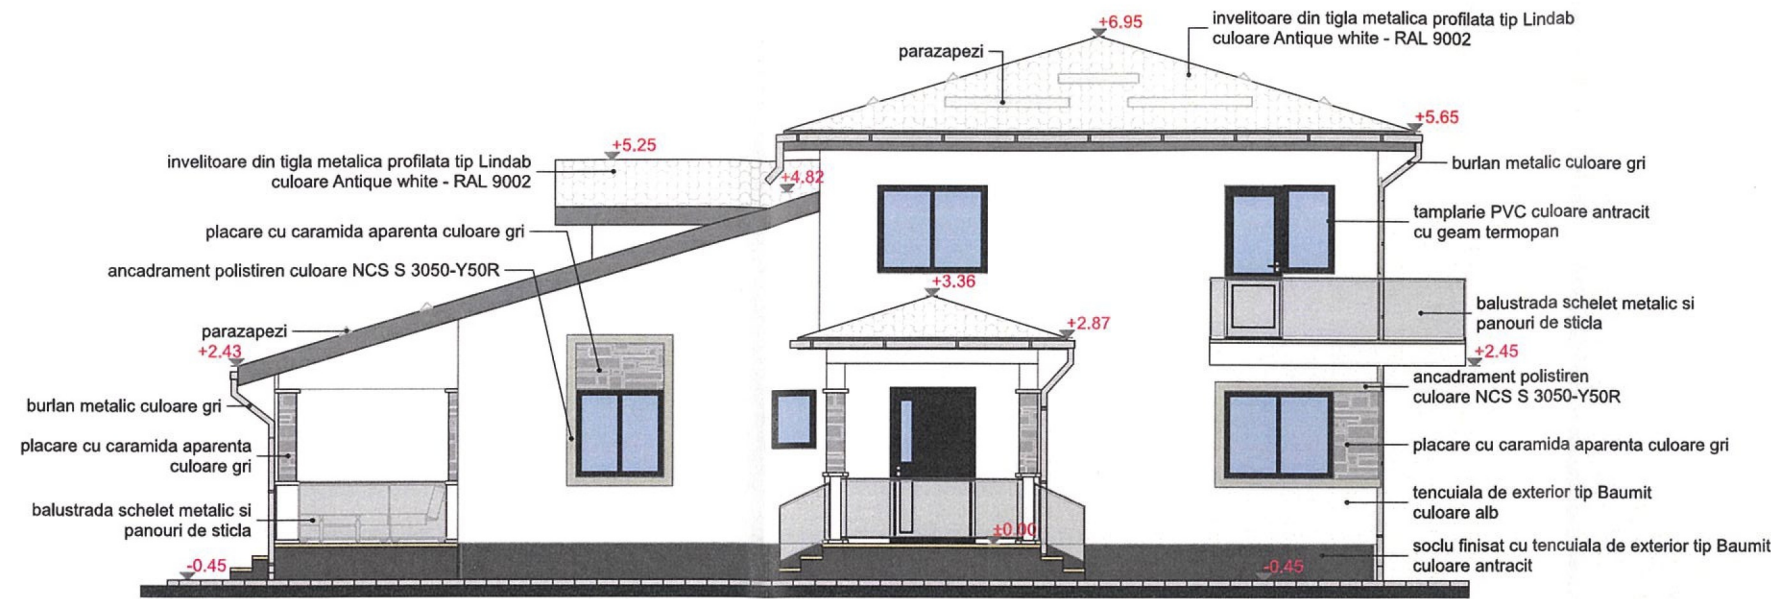 +6.95
invelitoare din tigla metalica profilata tip Lindab
culoare Antique white - RAL 9002
parazapezi
+5.65
+5.25
invelitoare din tigla metalica profilata tip Lindab
culoare Antique white - RAL 9002
+4.82
burlan metalic culoare gri
placare cu caramida aparenta culoare gri
tamplarie PVC culoare antracit
cu geam termopan
ancadrament polistiren culoare NCS S 3050-Y50R
+3.36
balustrada schelet metalic si
panouri de sticla
parazapezi
+2.87
+2.43
+2.45
ancadrament polistiren
culoare NCS S 3050-Y50R
burlan metalic culoare gri
placare cu caramida aparenta
culoare gri
placare cu caramida aparenta culoare gri
tencuiala de exterior tip Baumit
culoare alb
balustrada schelet metalic si
panouri de sticla
±0.00
soclu finisat cu tencuiala de exterior tip Baumit
culoare antracit
-0.45
-0.45